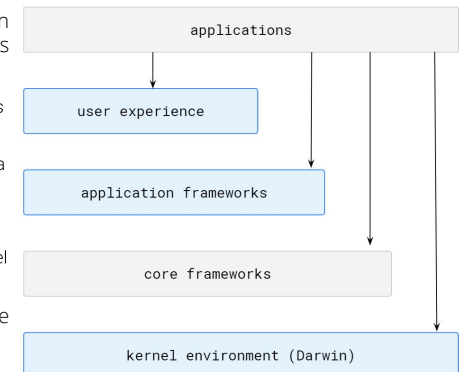 applications
user experience
application frameworks
core frameworks
kernel environment (Darwin)